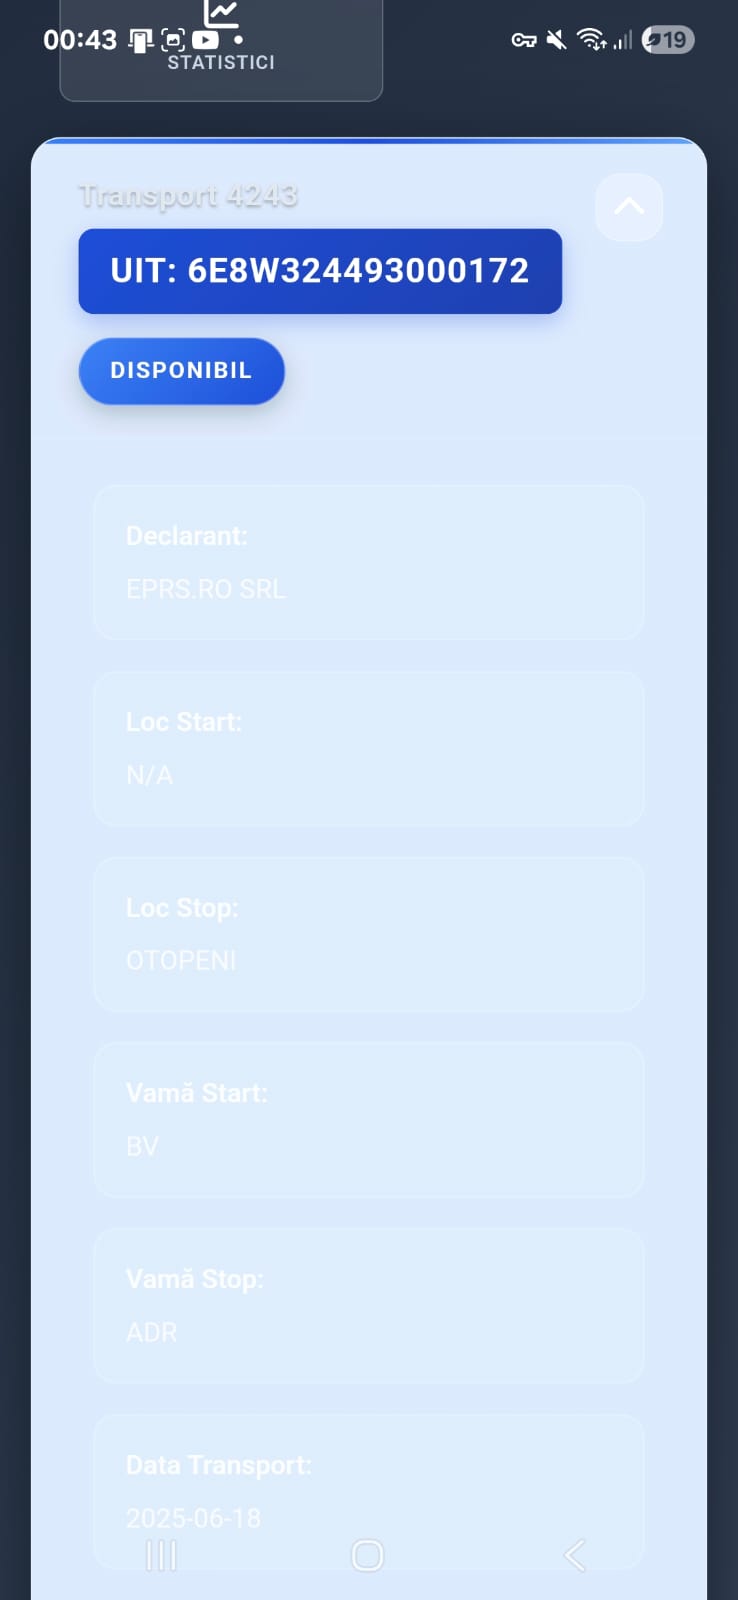 00:43
19
STATISTICI
Transport 4243
UIT: 6E8W324493000172
DISPONIBIL
Declarant:
EPRS.RO SRL
Loc Start:
N/A
Loc Stop:
OTOPENI
Vamă Start:
BV
Vamă Stop:
ADR
Data Transport:
2025-06-18